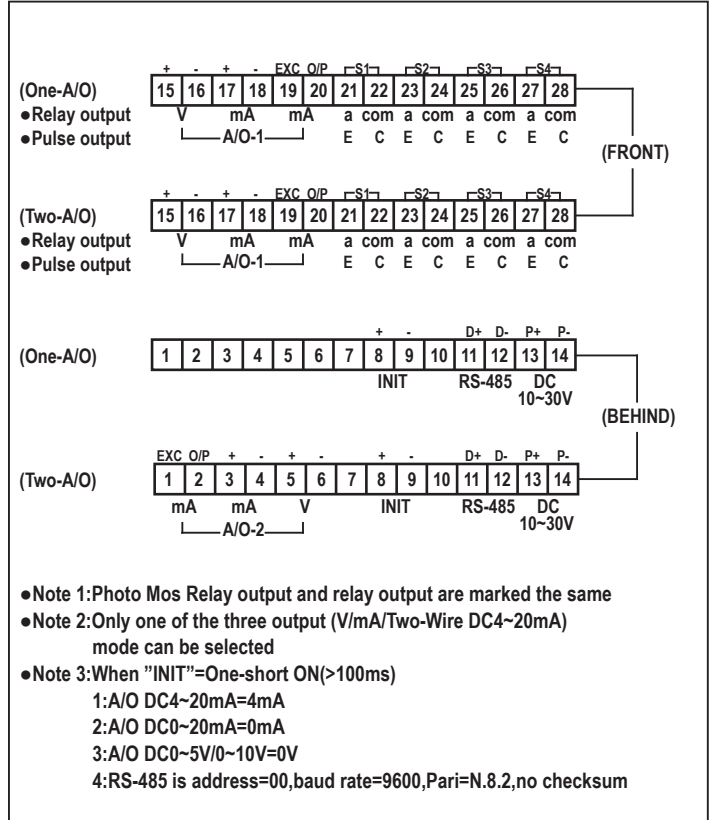 + - + - EXC O/P S1 S2 S3 S4
(One-A/O) 15 16 17 18 19 20 21 22 23 24 25 26 27 28
●Relay output V mA mA a com a com a com a com
●Pulse output A/O-1 E C E C E C E C
(FRONT)
+ - + - EXC O/P S1 S2 S3 S4
(Two-A/O) 15 16 17 18 19 20 21 22 23 24 25 26 27 28
●Relay output V mA mA a com a com a com a com
●Pulse output A/O-1 E C E C E C E C
+ - D+ D- P+ P-
(One-A/O) 1 2 3 4 5 6 7 8 9 10 11 12 13 14
INIT RS-485 DC
10~30V
(BEHIND)
EXC O/P + - + - + - D+ D- P+ P-
(Two-A/O) 1 2 3 4 5 6 7 8 9 10 11 12 13 14
mA mA V INIT RS-485 DC
A/O-2 10~30V
●Note 1:Photo Mos Relay output and relay output are marked the same
●Note 2:Only one of the three output (V/mA/Two-Wire DC4~20mA)
mode can be selected
●Note 3:When ”INIT”=One-short ON(>100ms)
1:A/O DC4~20mA=4mA
2:A/O DC0~20mA=0mA
3:A/O DC0~5V/0~10V=0V
4:RS-485 is address=00,baud rate=9600,Pari=N.8.2,no checksum